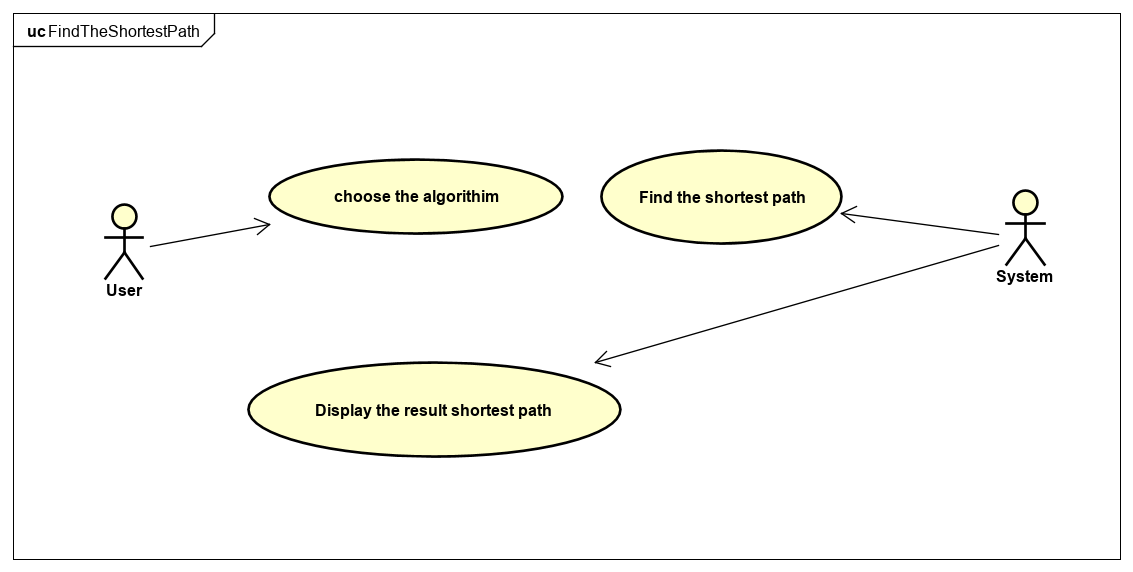 uc FindTheShortestPath
choose the algorithim
Find the shortest path
User
System
Display the result shortest path